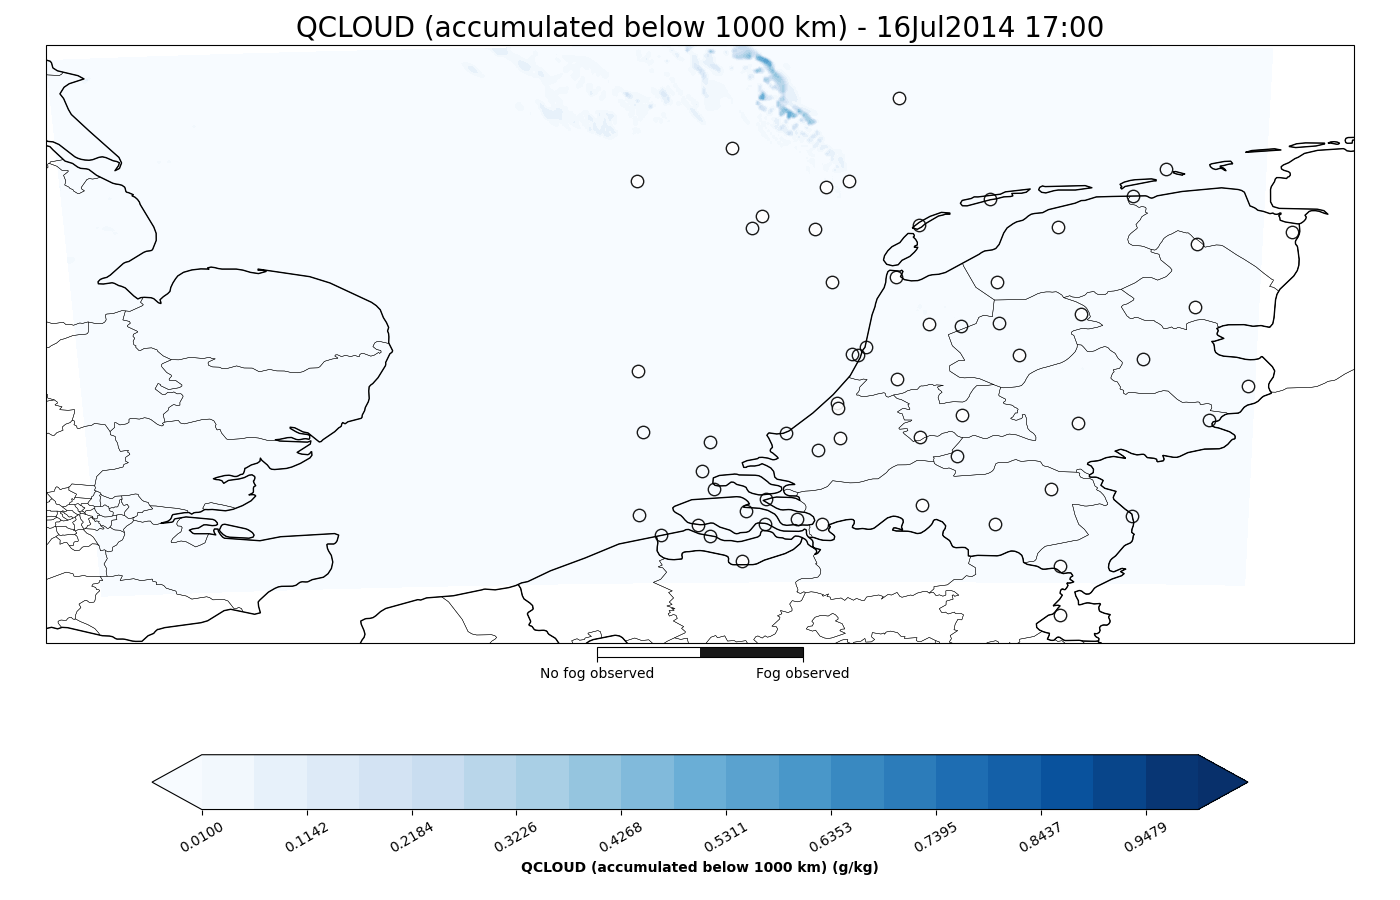 QCLOUD (accumulated below 1000 km) - 16Jul2014 17:00
No fog observed
Fog observed
0.0100
0.1142
0.2184
0.3226
0.4268
0.5311
0.6353
0.7395
0.8437
0.9479
QCLOUD (accumulated below 1000 km) (g/kg)